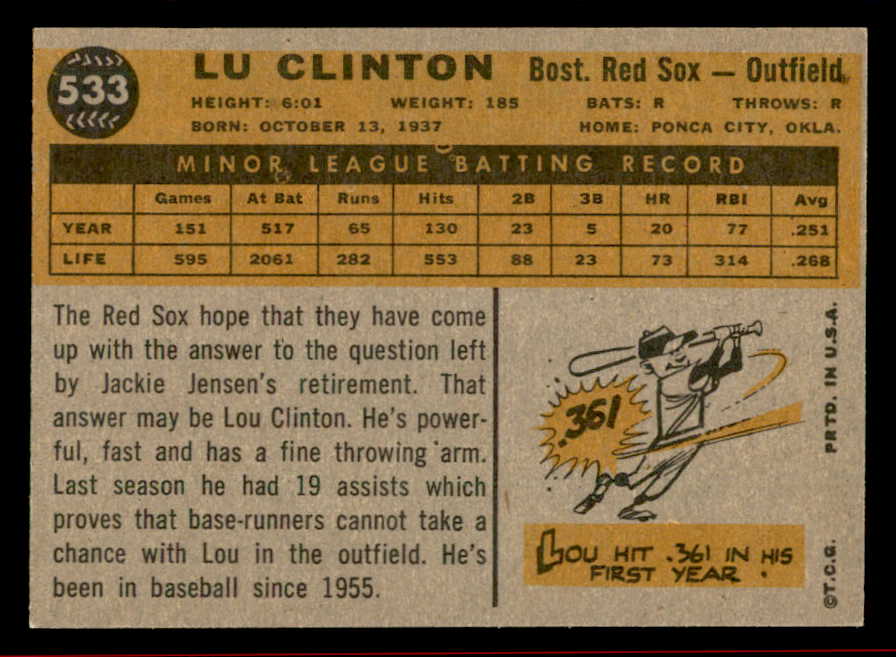 533
LU CLINTON Bost. Red Sox — Outfield
HEIGHT: 6:01 WEIGHT: 185 BATS: R THROWS: R
BORN: OCTOBER 13, 1937 HOME: PONCA CITY, OKLA.
MINOR LEAGUE BATTING RECORD
Games At Bat Runs Hits 2B 3B HR RBI Avg
YEAR 151 517 65 130 23 5 20 77 .251
LIFE 595 2061 282 553 88 23 73 314 .268
The Red Sox hope that they have come
up with the answer to the question left
by Jackie Jensen's retirement. That
answer may be Lou Clinton. He's power-
ful, fast and has a fine throwing arm.
Last season he had 19 assists which
proves that base-runners cannot take a
chance with Lou in the outfield. He's
been in baseball since 1955.
.361
LOU HIT .361 IN HIS
FIRST YEAR.
©T.C.G. PRTD. IN U.S.A.